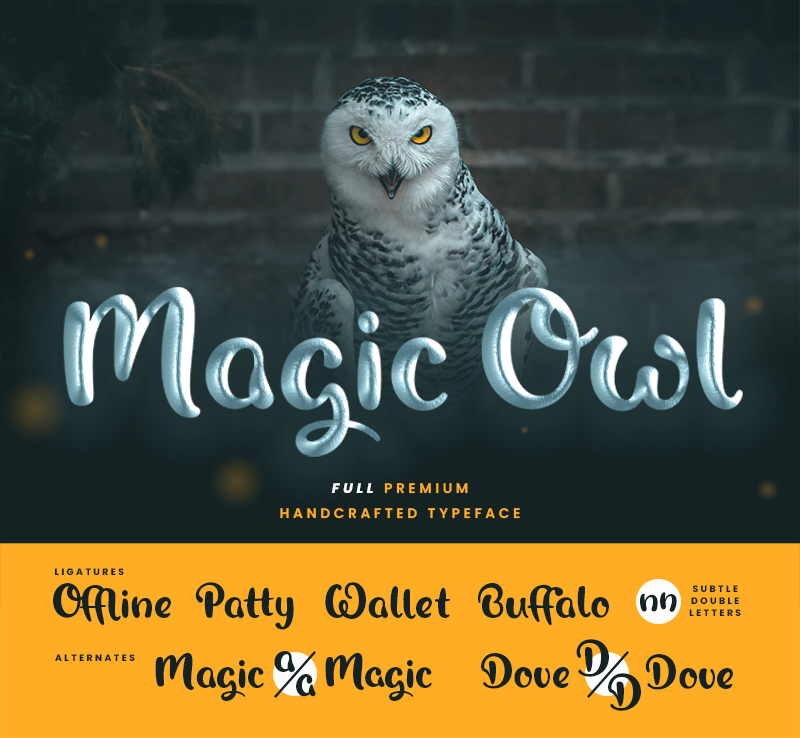 Magic Owl
FULL PREMIUM
HANDCRAFTED TYPEFACE
LIGATURES
Offline Patty Wallet Buffalo nn SUBTLE DOUBLE LETTERS
ALTERNATES
Magic a/a Magic Dove D/D Dove